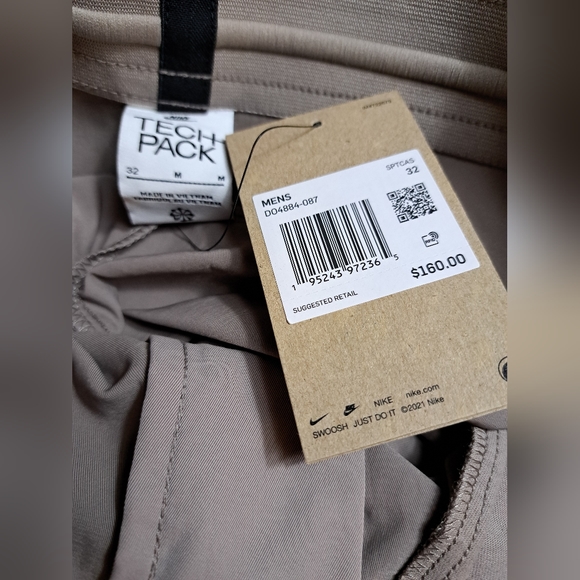 TECH
PACK
32 M M
MADE IN VIETNAM
MENS
DO4884-087
SPTCAS
32
1 95243 97236 5
$160.00
SUGGESTED RETAIL
NIKE nike.com
SWOOSH JUST DO IT ©2021 Nike